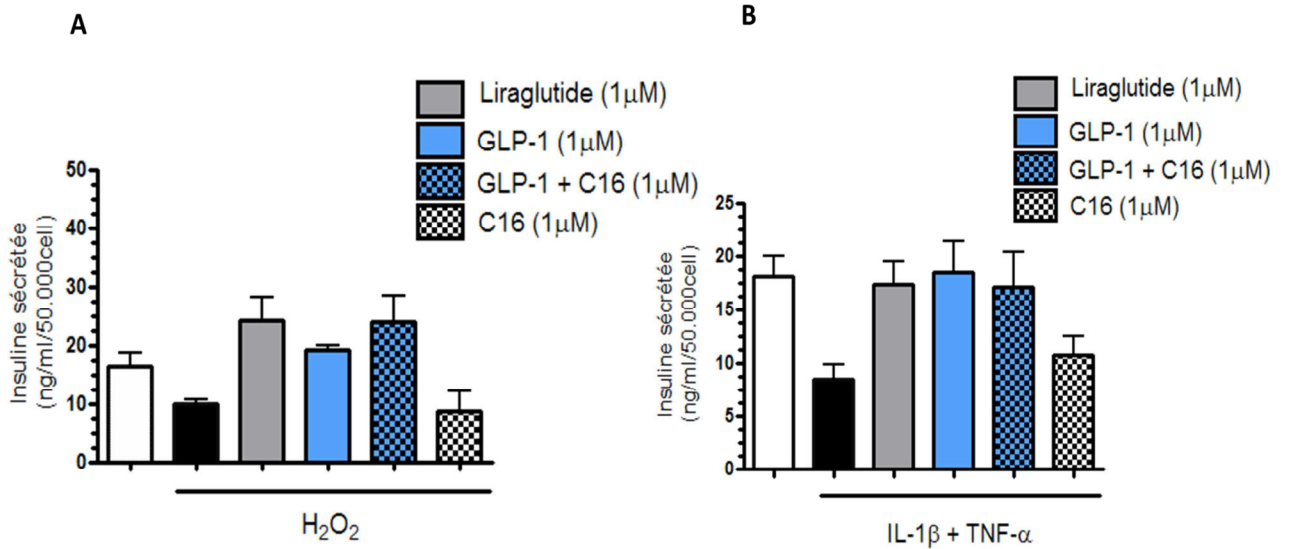 A
Liraglutide (1μM)
GLP-1 (1μM)
GLP-1 + C16 (1μM)
C16 (1μM)
Insuline sécrétée
(ng/ml/50.000cell)
50
40
30
20
10
0
H₂O₂
B
Liraglutide (1μM)
GLP-1 (1μM)
GLP-1 + C16 (1μM)
C16 (1μM)
Insuline sécrétée
(ng/ml/50.000cell)
25
20
15
10
5
0
IL-1β + TNF-α